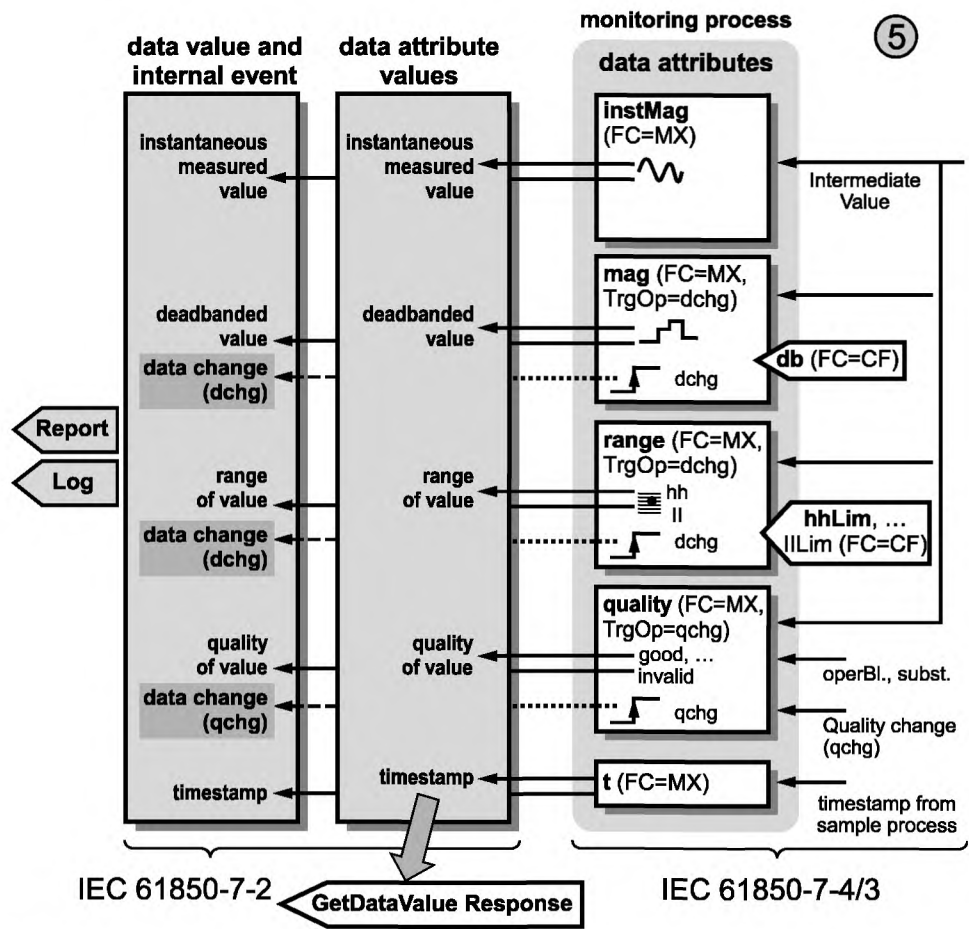 monitoring process
5
data value and
internal event
data attribute
values
data attributes
instMag
(FC=MX)
instantaneous
measured
value
instantaneous
measured
value
Intermediate
Value
mag (FC=MX,
TrgOp=dchg)
deadbanded
value
deadbanded
value
db (FC=CF)
data change
(dchg)
dchg
Report
Log
range (FC=MX,
TrgOp=dchg)
range
of value
range
of value
hh
ll
hhLim, ...
llLim (FC=CF)
data change
(dchg)
dchg
quality (FC=MX,
TrgOp=qchg)
quality
of value
quality
of value
good, ...
invalid
operBl., subst.
data change
(qchg)
qchg
Quality change
(qchg)
timestamp
timestamp
t (FC=MX)
timestamp from
sample process
IEC 61850-7-2
GetDataValue Response
IEC 61850-7-4/3